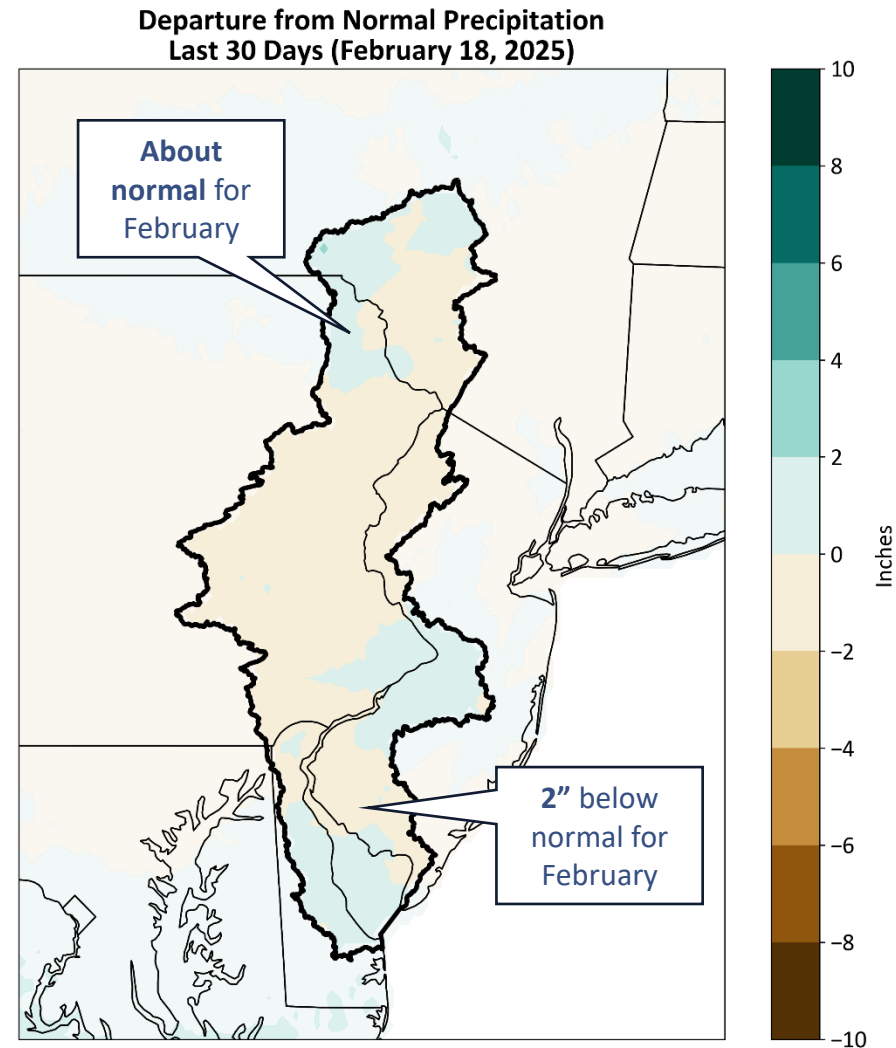 Departure from Normal Precipitation
Last 30 Days (February 18, 2025)
About
normal for
February
2” below
normal for
February
10
8
6
4
2
0
−2
−4
−6
−8
−10
Inches